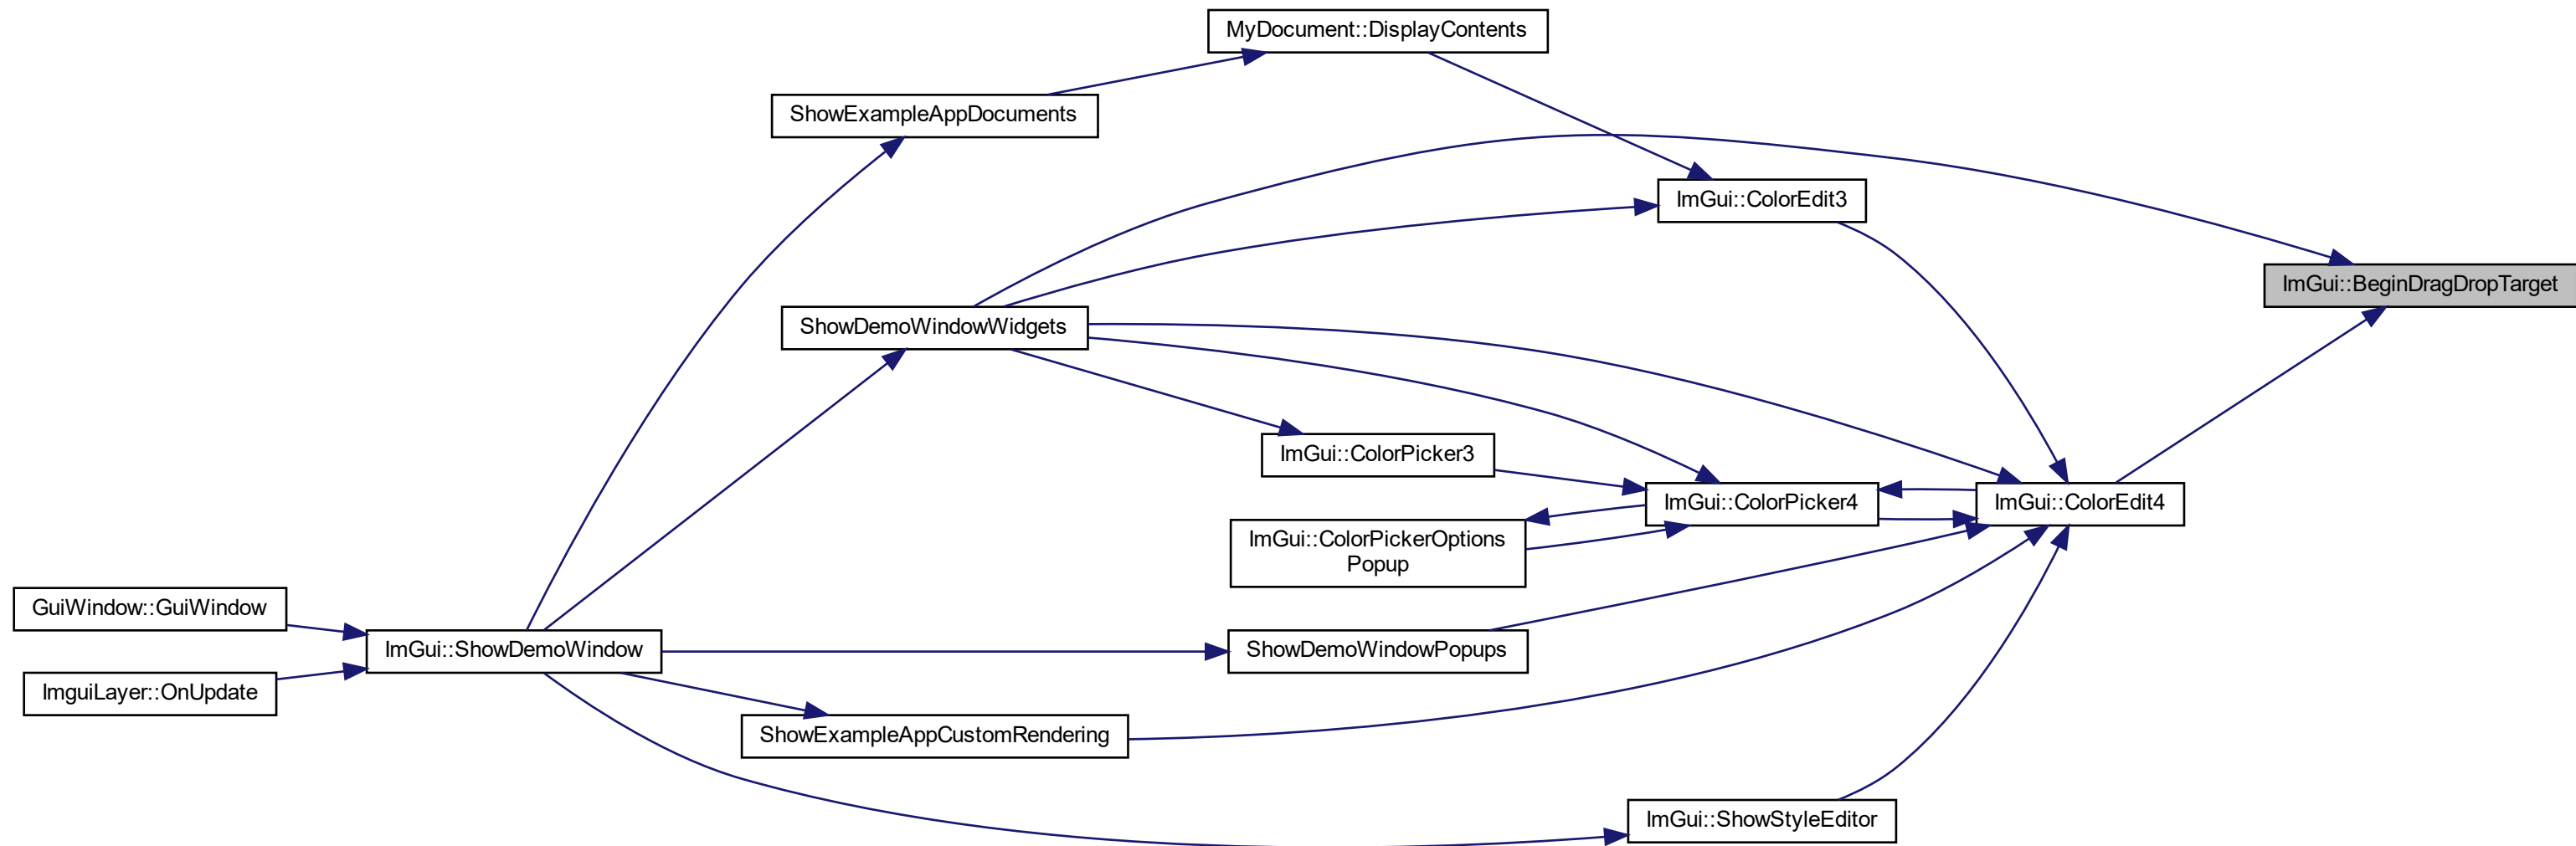 MyDocument::DisplayContents
ShowExampleAppDocuments
ImGui::ColorEdit3
ImGui::BeginDragDropTarget
ShowDemoWindowWidgets
ImGui::ColorPicker3
ImGui::ColorPicker4
ImGui::ColorEdit4
ImGui::ColorPickerOptions
Popup
GuiWindow::GuiWindow
ImGui::ShowDemoWindow
ShowDemoWindowPopups
ImguiLayer::OnUpdate
ShowExampleAppCustomRendering
ImGui::ShowStyleEditor